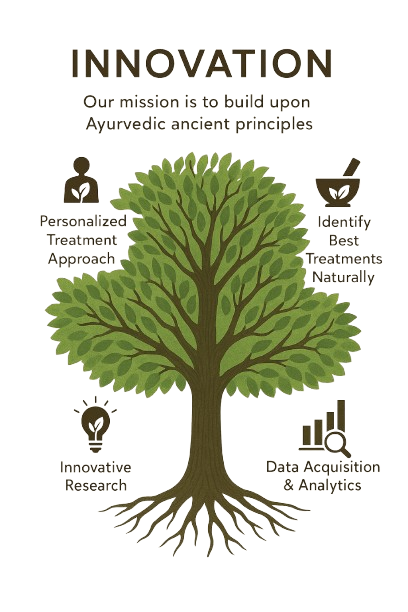 INNOVATION
Our mission is to build upon
Ayurvedic ancient principles
Personalized
Treatment
Approach
Identify
Best
Treatments
Naturally
Innovative
Research
Data Acquisition
& Analytics